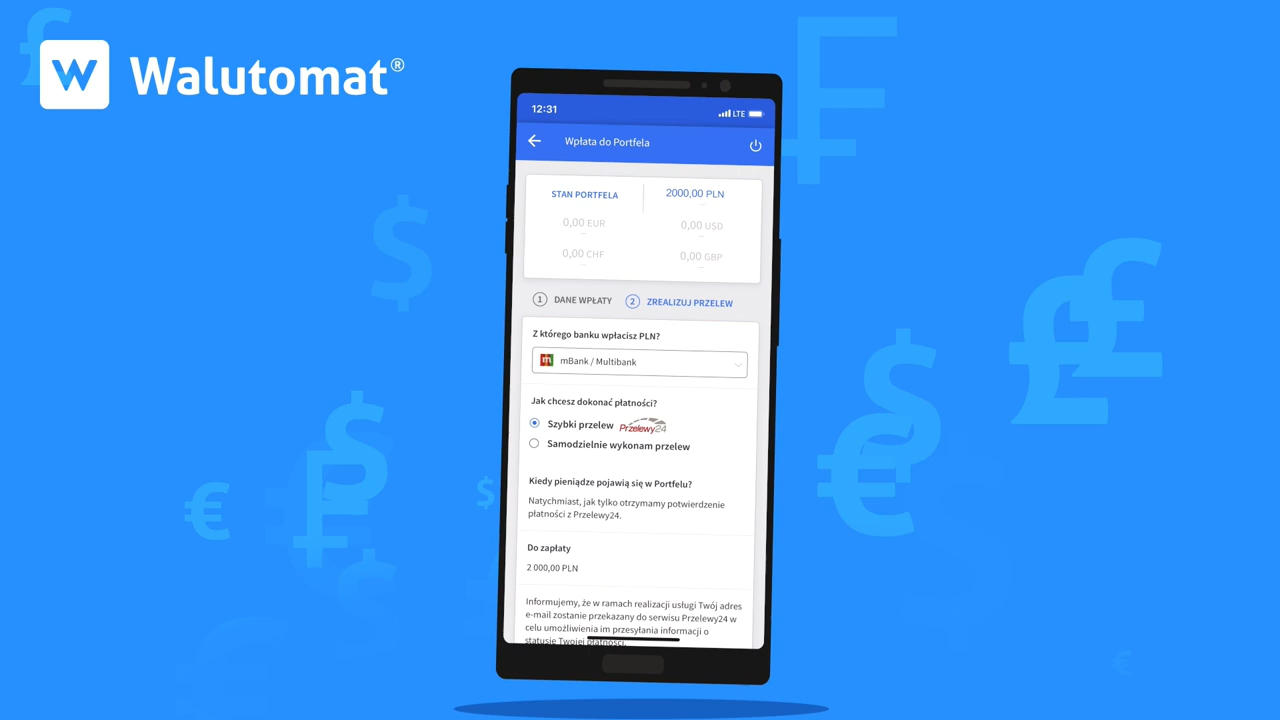 Walutomat®
12:31
LTE
Wpłata do Portfela
STAN PORTFELA
2000,00 PLN
0,00 EUR
0,00 USD
0,00 CHF
0,00 GBP
1 DANE WPŁATY
2 ZREALIZUJ PRZELEW
Z którego banku wpłacisz PLN?
m mBank / Multibank
Jak chcesz dokonać płatności?
Szybki przelew Przelewy24
Samodzielnie wykonam przelew
Kiedy pieniądze pojawią się w Portfelu?
Natychmiast, jak tylko otrzymamy potwierdzenie
płatności z Przelewy24.
Do zapłaty
2 000,00 PLN
Informujemy, że w ramach realizacji usługi Twój adres
e-mail zostanie przekazany do serwisu Przelewy24 w
celu umożliwienia im przesyłania informacji o
statusie Twojej płatności.